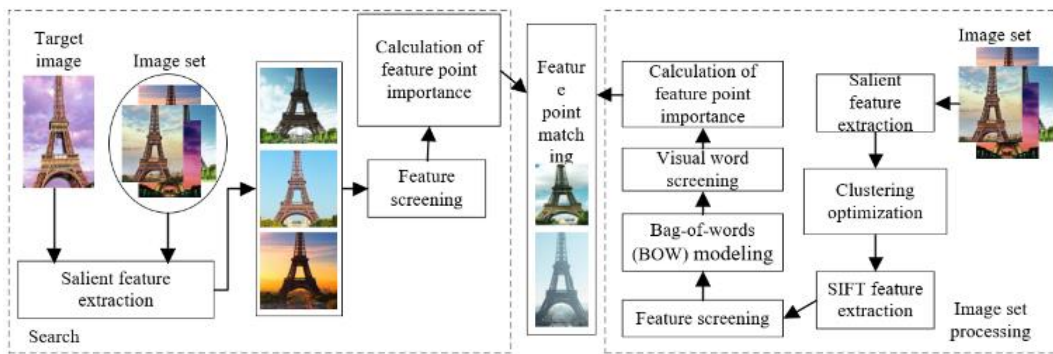 Target
image
Image set
Salient feature
extraction
Search
Feature
screening
Calculation of
feature point
importance
Featur
e
point
match
ing
Calculation of
feature point
importance
Visual word
screening
Bag-of-words
(BOW) modeling
Feature screening
Image set
Salient
feature
extraction
Clustering
optimization
SIFT feature
extraction
Image set
processing